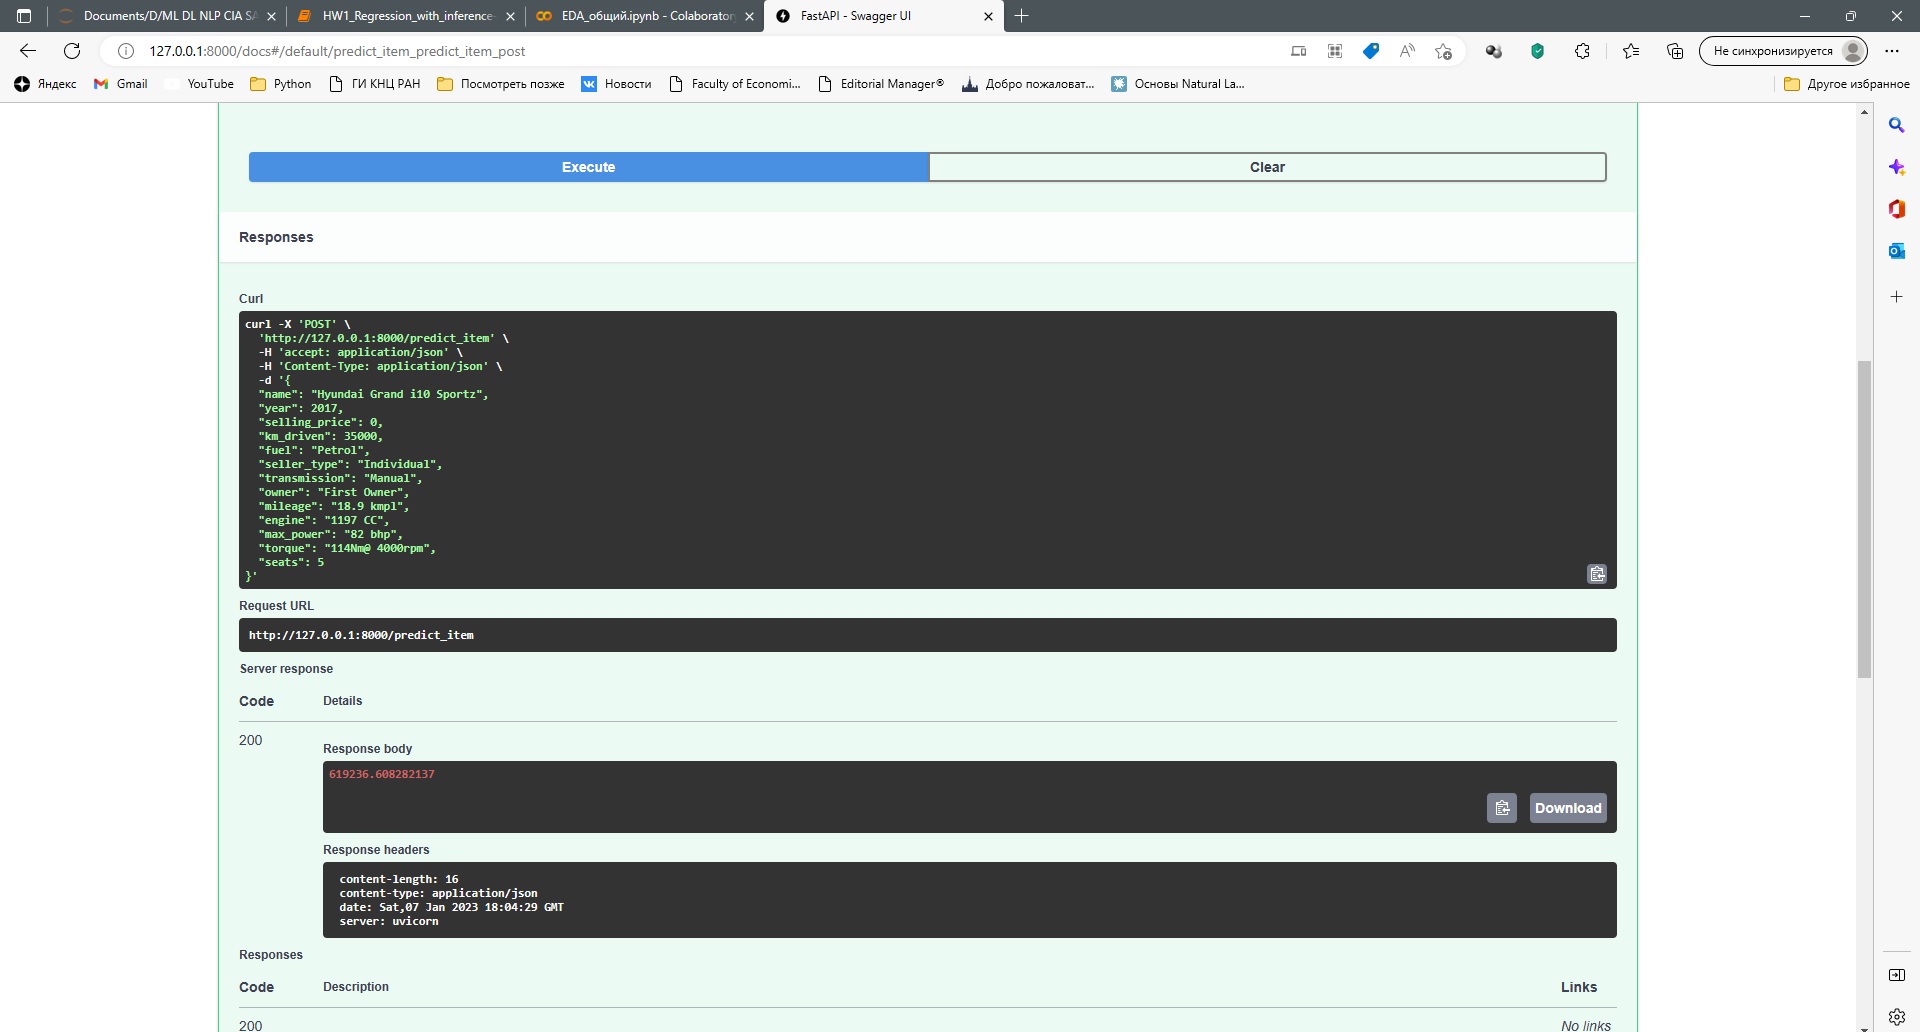 Documents/D/ML DL NLP CIA SA
HW1_Regression_with_inference-
EDA_общий.ipynb - Colaboratory
FastAPI - Swagger UI
127.0.0.1:8000/docs#/default/predict_item_predict_item_post
Не синхронизируется
Яндекс
Gmail
YouTube
Python
ГИ КНЦ РАН
Посмотреть позже
Новости
Faculty of Economi...
Editorial Manager®
Добро пожаловат...
Основы Natural La...
Другое избранное
Execute
Clear
Responses
Curl
curl -X 'POST' \
'http://127.0.0.1:8000/predict_item' \
-H 'accept: application/json' \
-H 'Content-Type: application/json' \
-d '{
"name": "Hyundai Grand i10 Sportz",
"year": 2017,
"selling_price": 0,
"km_driven": 35000,
"fuel": "Petrol",
"seller_type": "Individual",
"transmission": "Manual",
"owner": "First Owner",
"mileage": "18.9 kmpl",
"engine": "1197 CC",
"max_power": "82 bhp",
"torque": "114Nm@ 4000rpm",
"seats": 5
}'
Request URL
http://127.0.0.1:8000/predict_item
Server response
Code
Details
200
Response body
619236.608282137
Download
Response headers
content-length: 16
content-type: application/json
date: Sat,07 Jan 2023 18:04:29 GMT
server: uvicorn
Responses
Code
Description
Links
200
No links